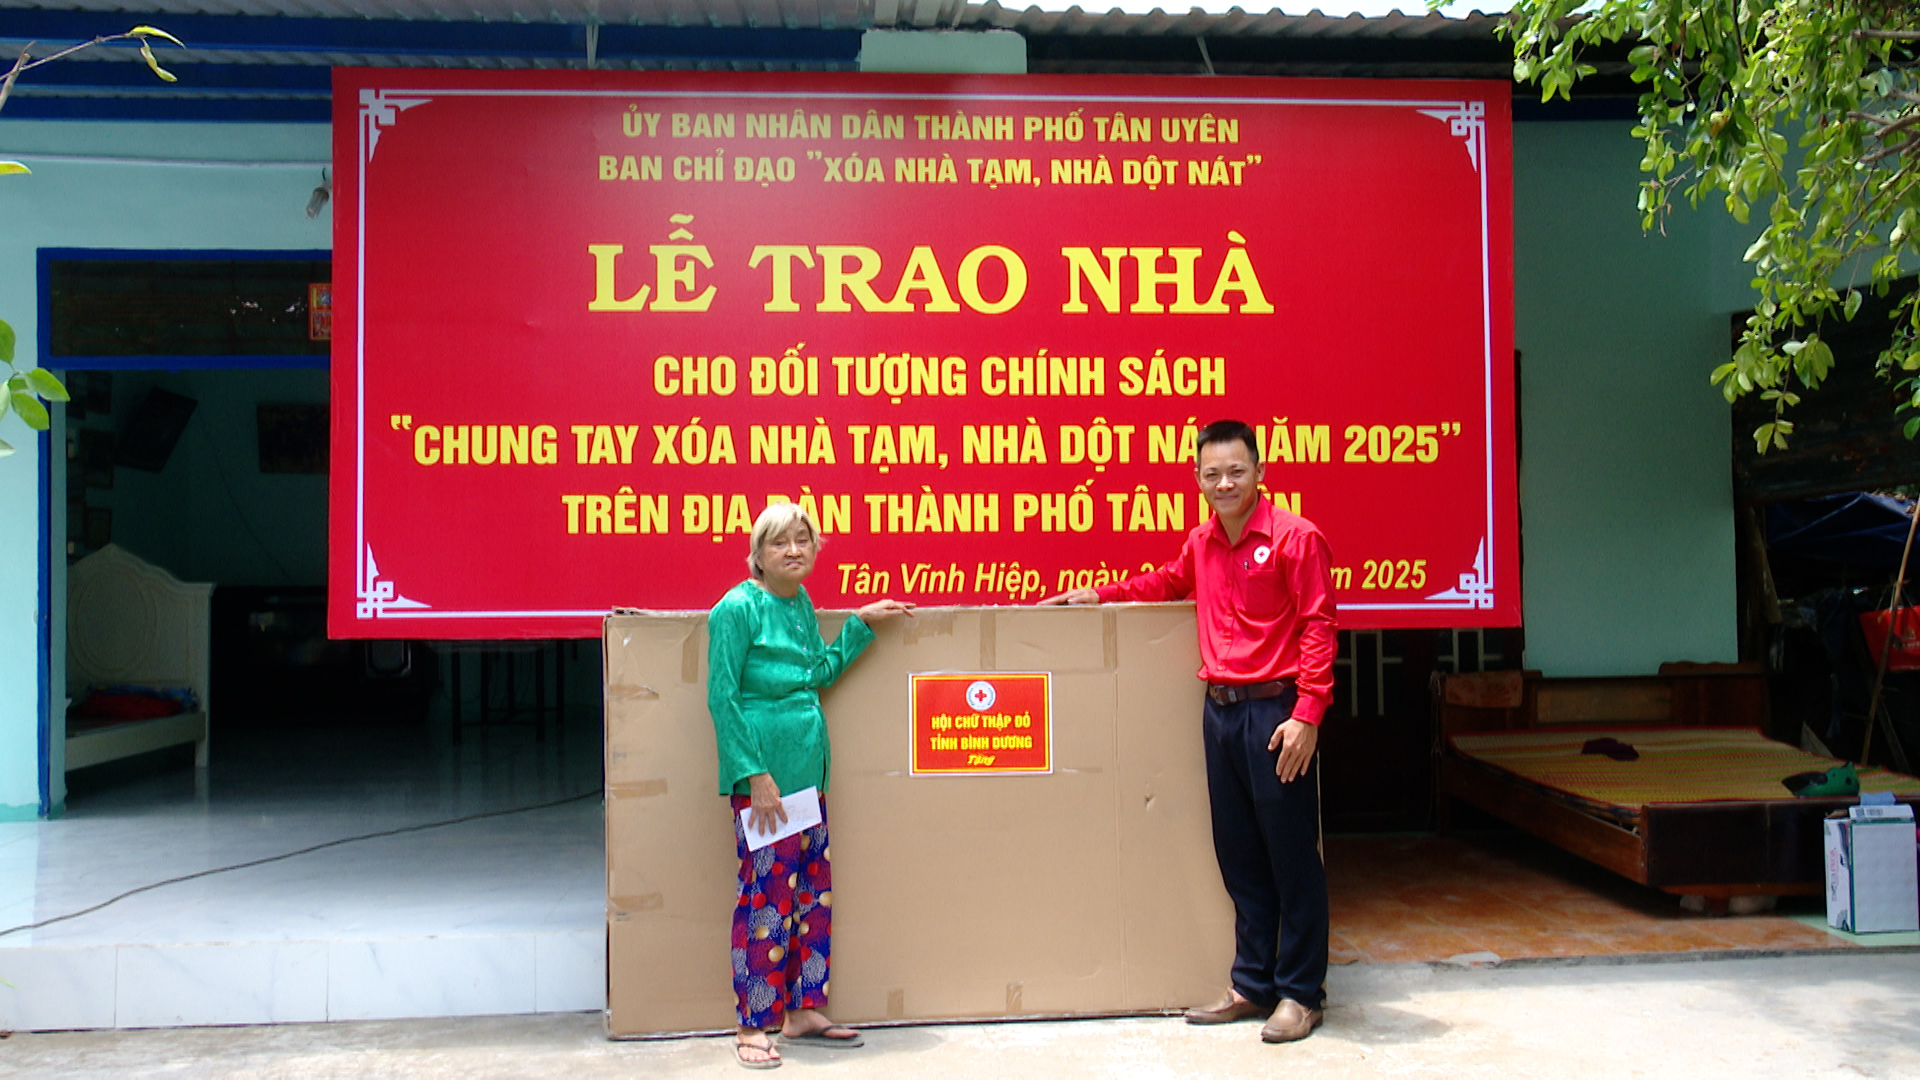 ỦY BAN NHÂN DÂN THÀNH PHỐ TÂN UYÊN
BAN CHỈ ĐẠO "XÓA NHÀ TẠM, NHÀ DỘT NÁT"
LỄ TRAO NHÀ
CHO ĐỐI TƯỢNG CHÍNH SÁCH
"CHUNG TAY XÓA NHÀ TẠM, NHÀ DỘT NÁT NĂM 2025"
TRÊN ĐỊA BÀN THÀNH PHỐ TÂN UYÊN
Tân Vĩnh Hiệp, ngày 2025
HỘI CHỮ THẬP ĐỎ
TỈNH BÌNH DƯƠNG
Tặng